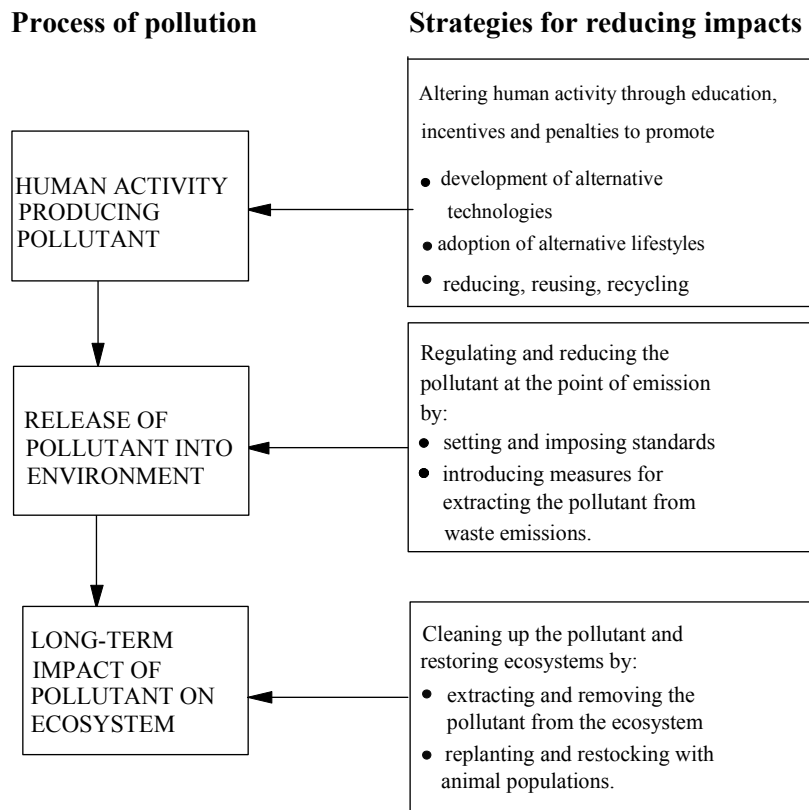 Process of pollution
Strategies for reducing impacts
HUMAN ACTIVITY
PRODUCING
POLLUTANT
Altering human activity through education,
incentives and penalties to promote
• development of alternative
technologies
• adoption of alternative lifestyles
• reducing, reusing, recycling
RELEASE OF
POLLUTANT INTO
ENVIRONMENT
Regulating and reducing the
pollutant at the point of emission
by:
• setting and imposing standards
• introducing measures for
extracting the pollutant from
waste emissions.
LONG-TERM
IMPACT OF
POLLUTANT ON
ECOSYSTEM
Cleaning up the pollutant and
restoring ecosystems by:
• extracting and removing the
pollutant from the ecosystem
• replanting and restocking with
animal populations.